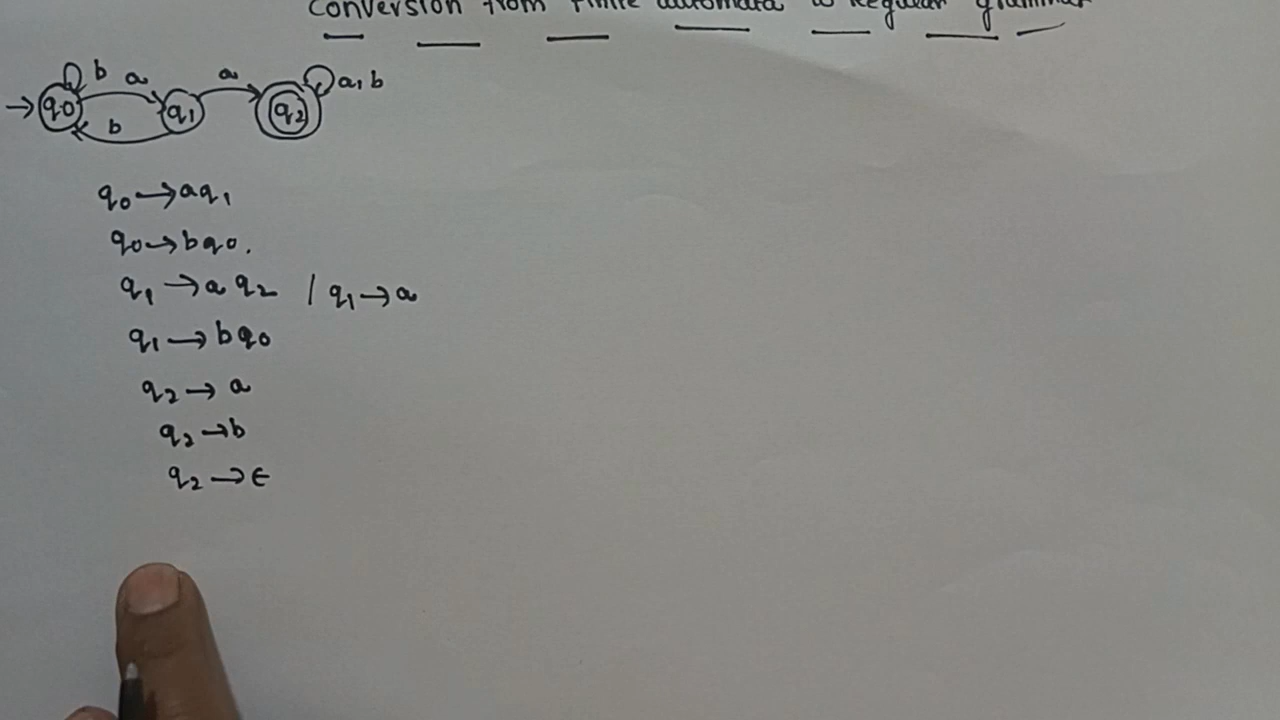 Conversion from Finite automata to Regular grammar
b a a a,b
→ q0 q1 q2
b
q0 → aq1
q0 → bq0.
q1 → a q2 / q1 → a
q1 → bq0
q2 → a
q2 → b
q2 → ϵ